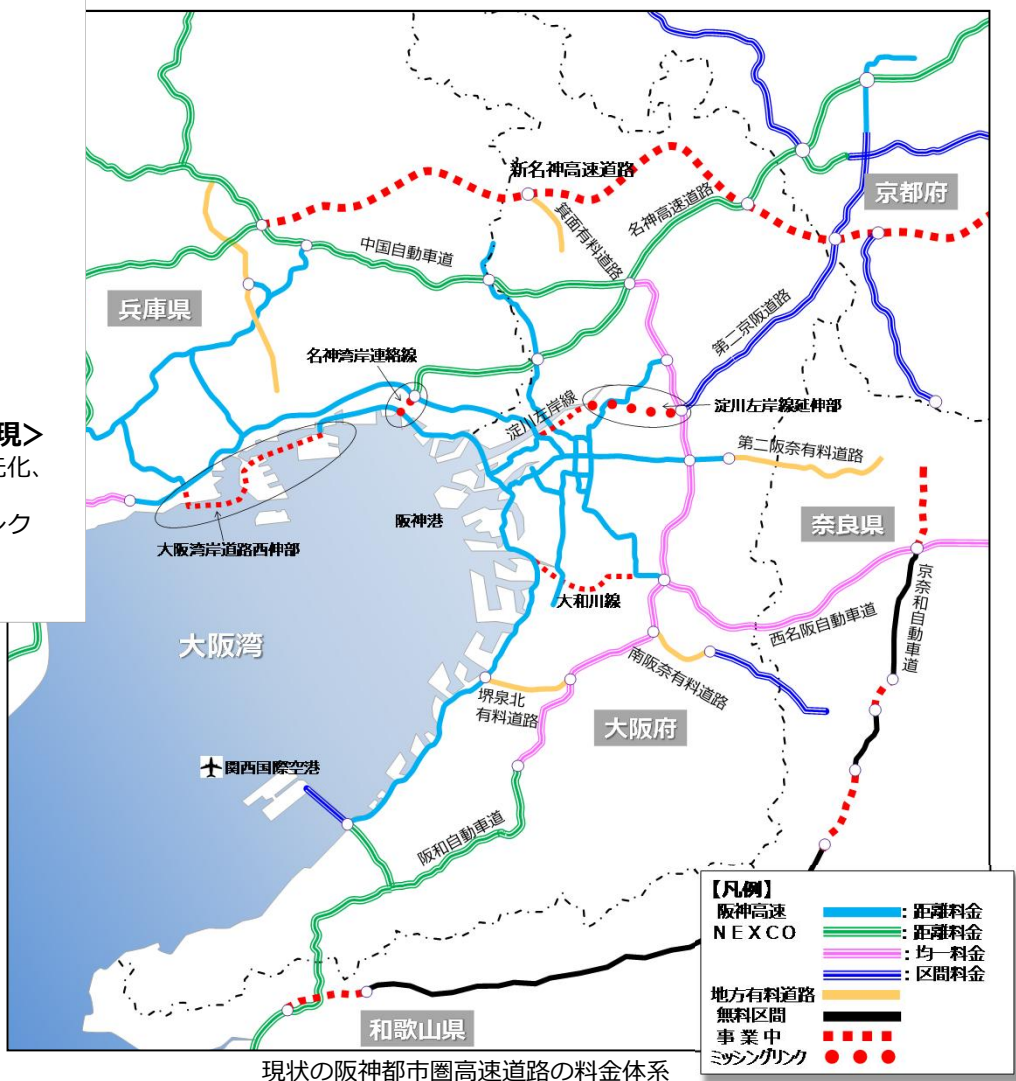 新名神高速道路
箕面有料道路
名神高速道路
京都府
中国自動車道
兵庫県
第二京阪道路
名神湾岸連絡線
淀川左岸線
淀川左岸線延伸部
現>
元化、
ンク
第二阪奈有料道路
阪神港
奈良県
大阪湾岸道路西伸部
大和川線
京奈和自動車道
西名阪自動車道
大阪湾
南阪奈有料道路
堺泉北
有料道路
大阪府
関西国際空港
阪和自動車道
【凡例】
阪神高速 :距離料金
NEXCO :距離料金
:均一料金
:区間料金
地方有料道路
無料区間
事業中
ミッシングリンク
和歌山県
現状の阪神都市圏高速道路の料金体系